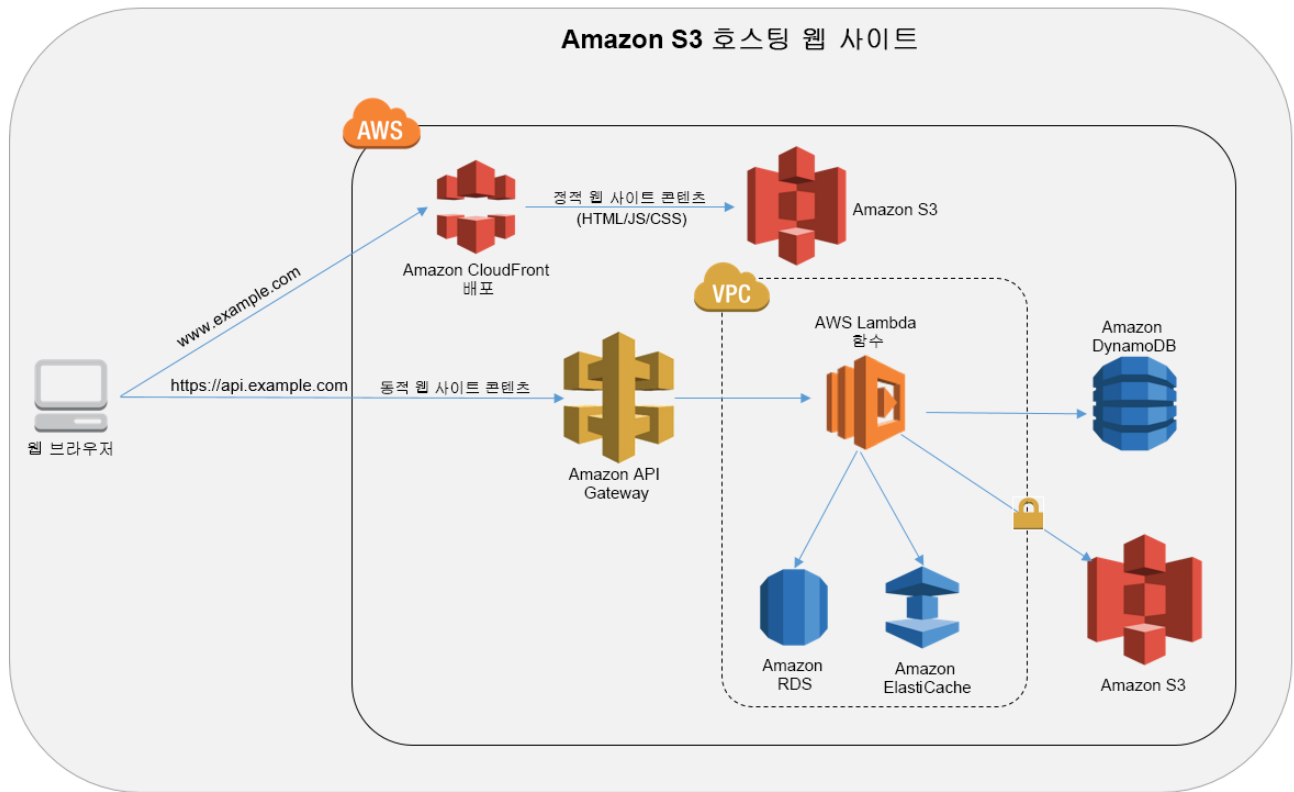 Amazon S3 호스팅 웹 사이트
AWS
정적 웹 사이트 콘텐츠
(HTML/JS/CSS)
Amazon S3
Amazon CloudFront
배포
www.example.com
VPC
AWS Lambda
함수
Amazon
DynamoDB
https://api.example.com
동적 웹 사이트 콘텐츠
웹 브라우저
Amazon API
Gateway
Amazon
RDS
Amazon
ElastiCache
Amazon S3